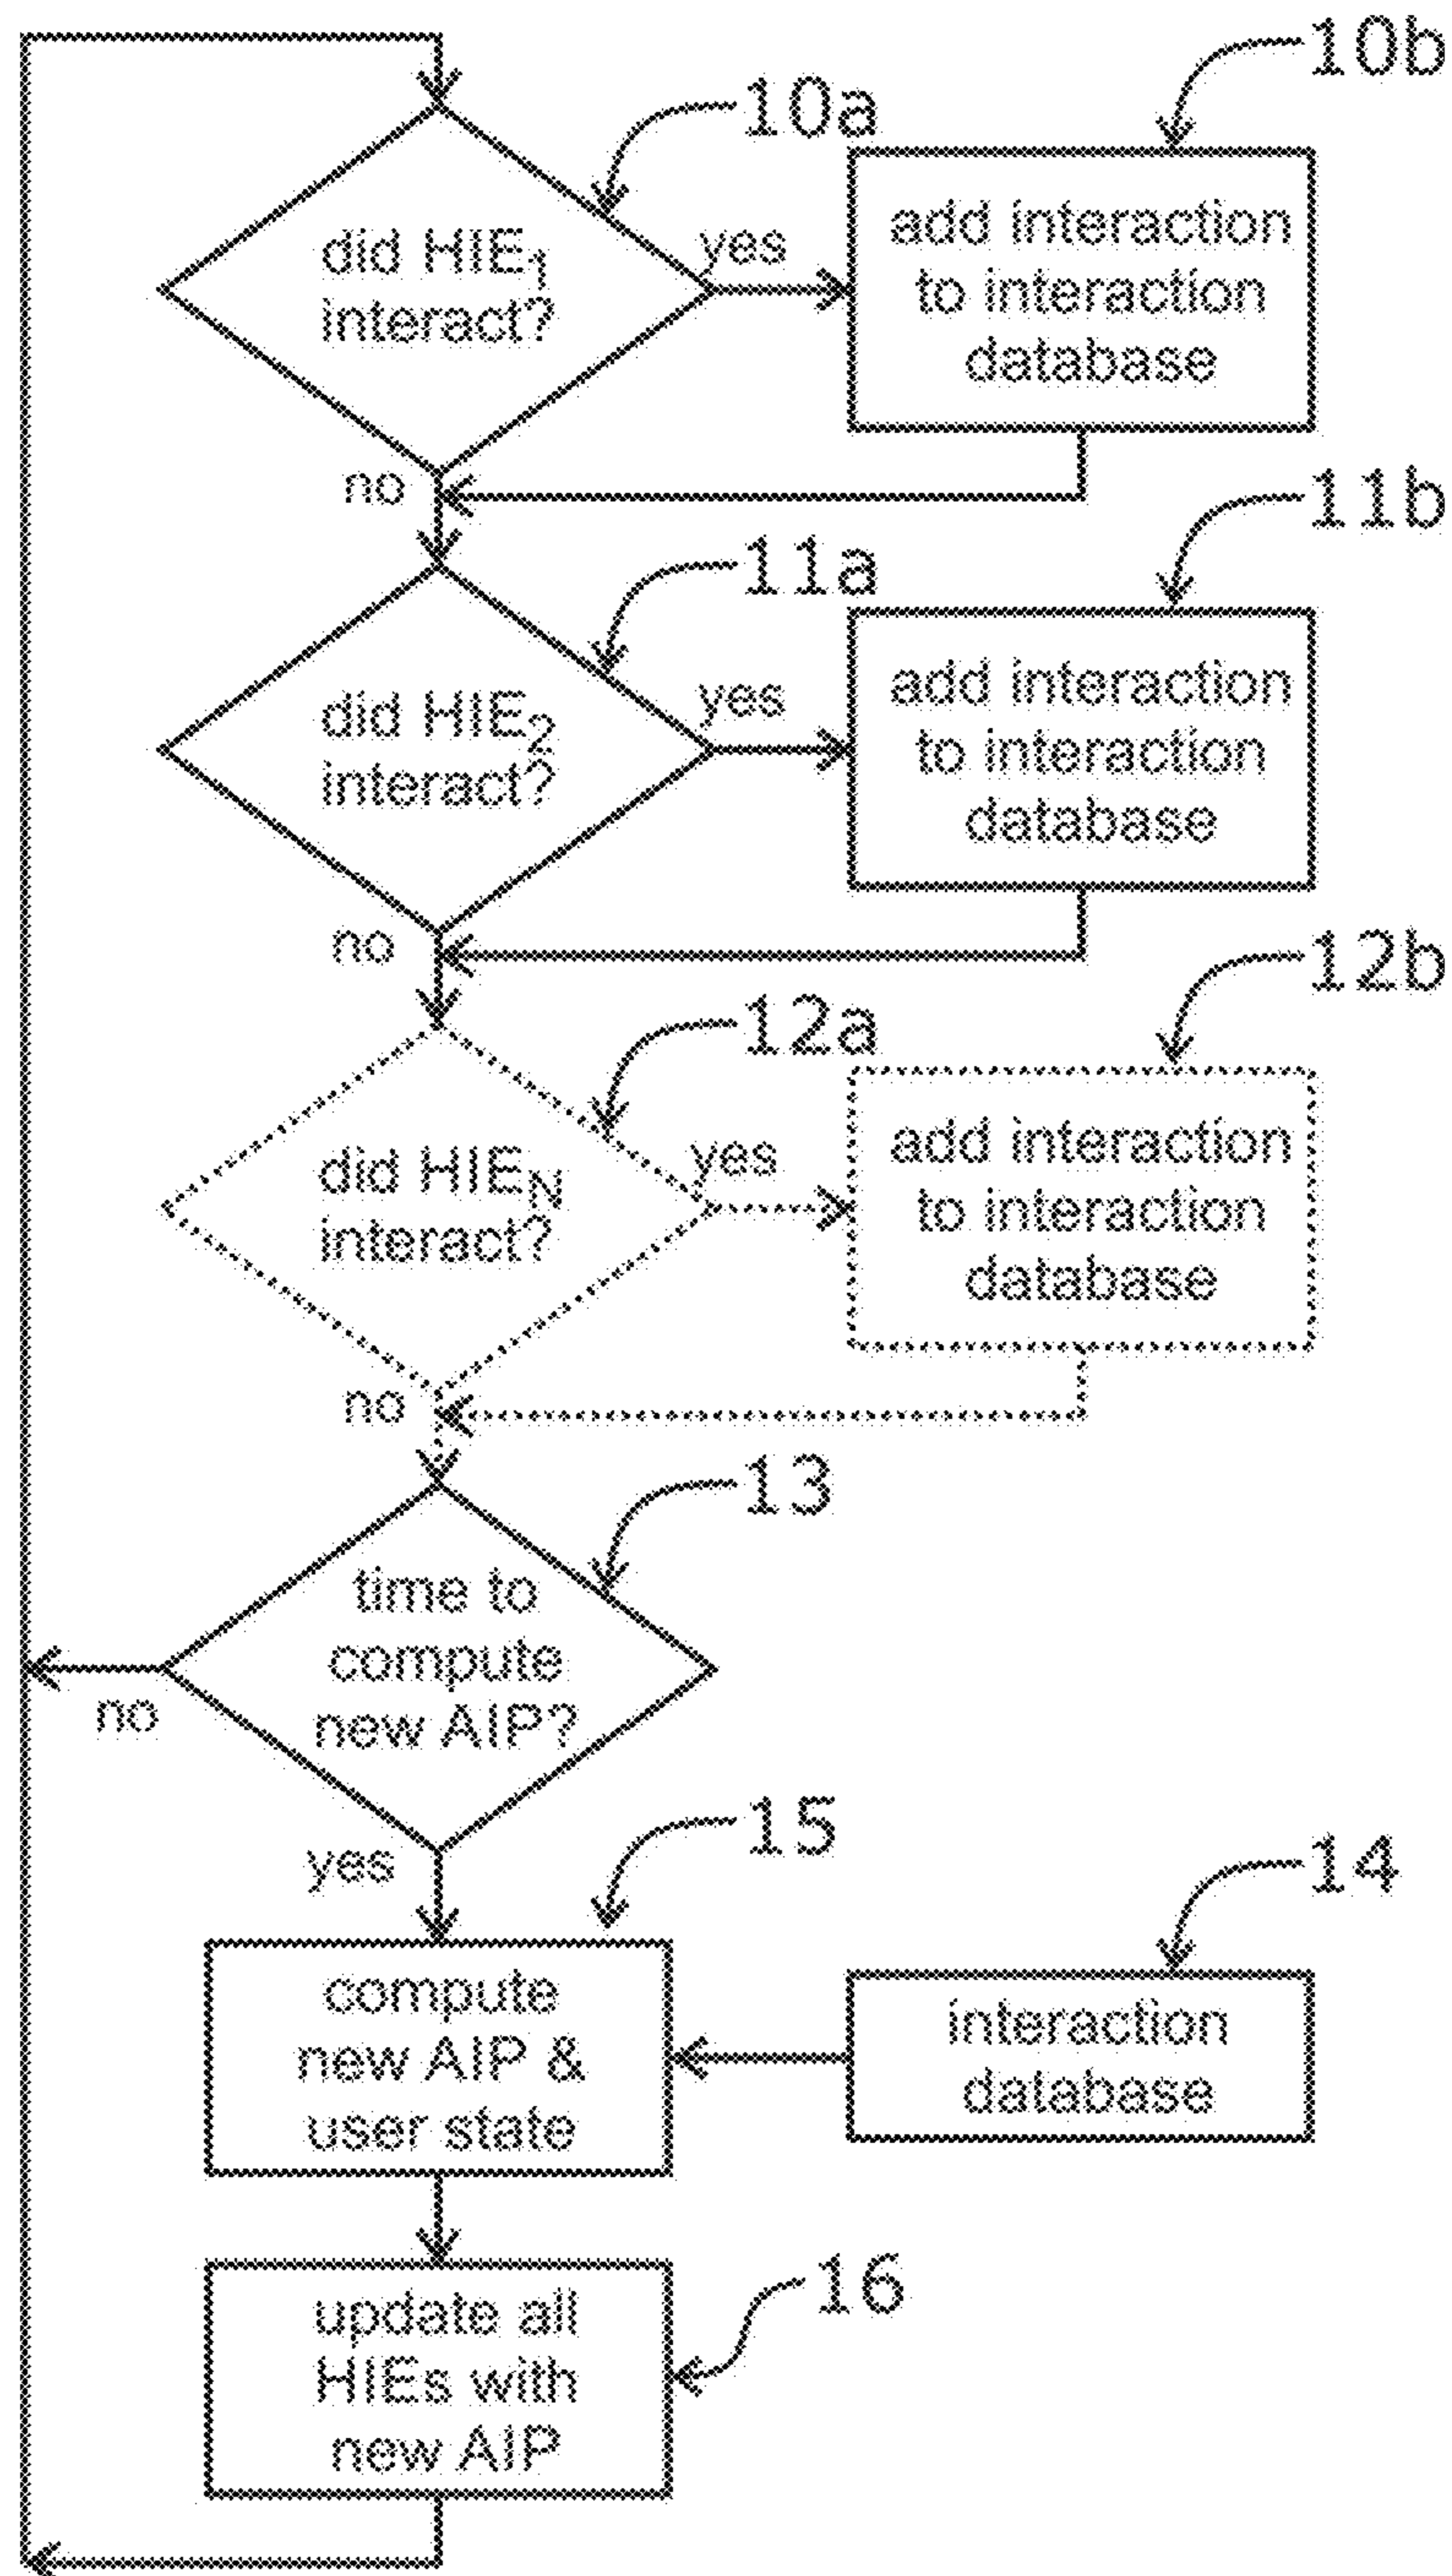 10b
10a
did HIE₁
interact?
yes
add interaction
to interaction
database
no
11b
11a
did HIE₂
interact?
yes
add interaction
to interaction
database
no
12b
12a
did HIE_N
interact?
yes
add interaction
to interaction
database
no
13
time to
compute
new AIP?
no
yes
15
14
compute
new AIP &
user state
interaction
database
16
update all
HIEs with
new AIP